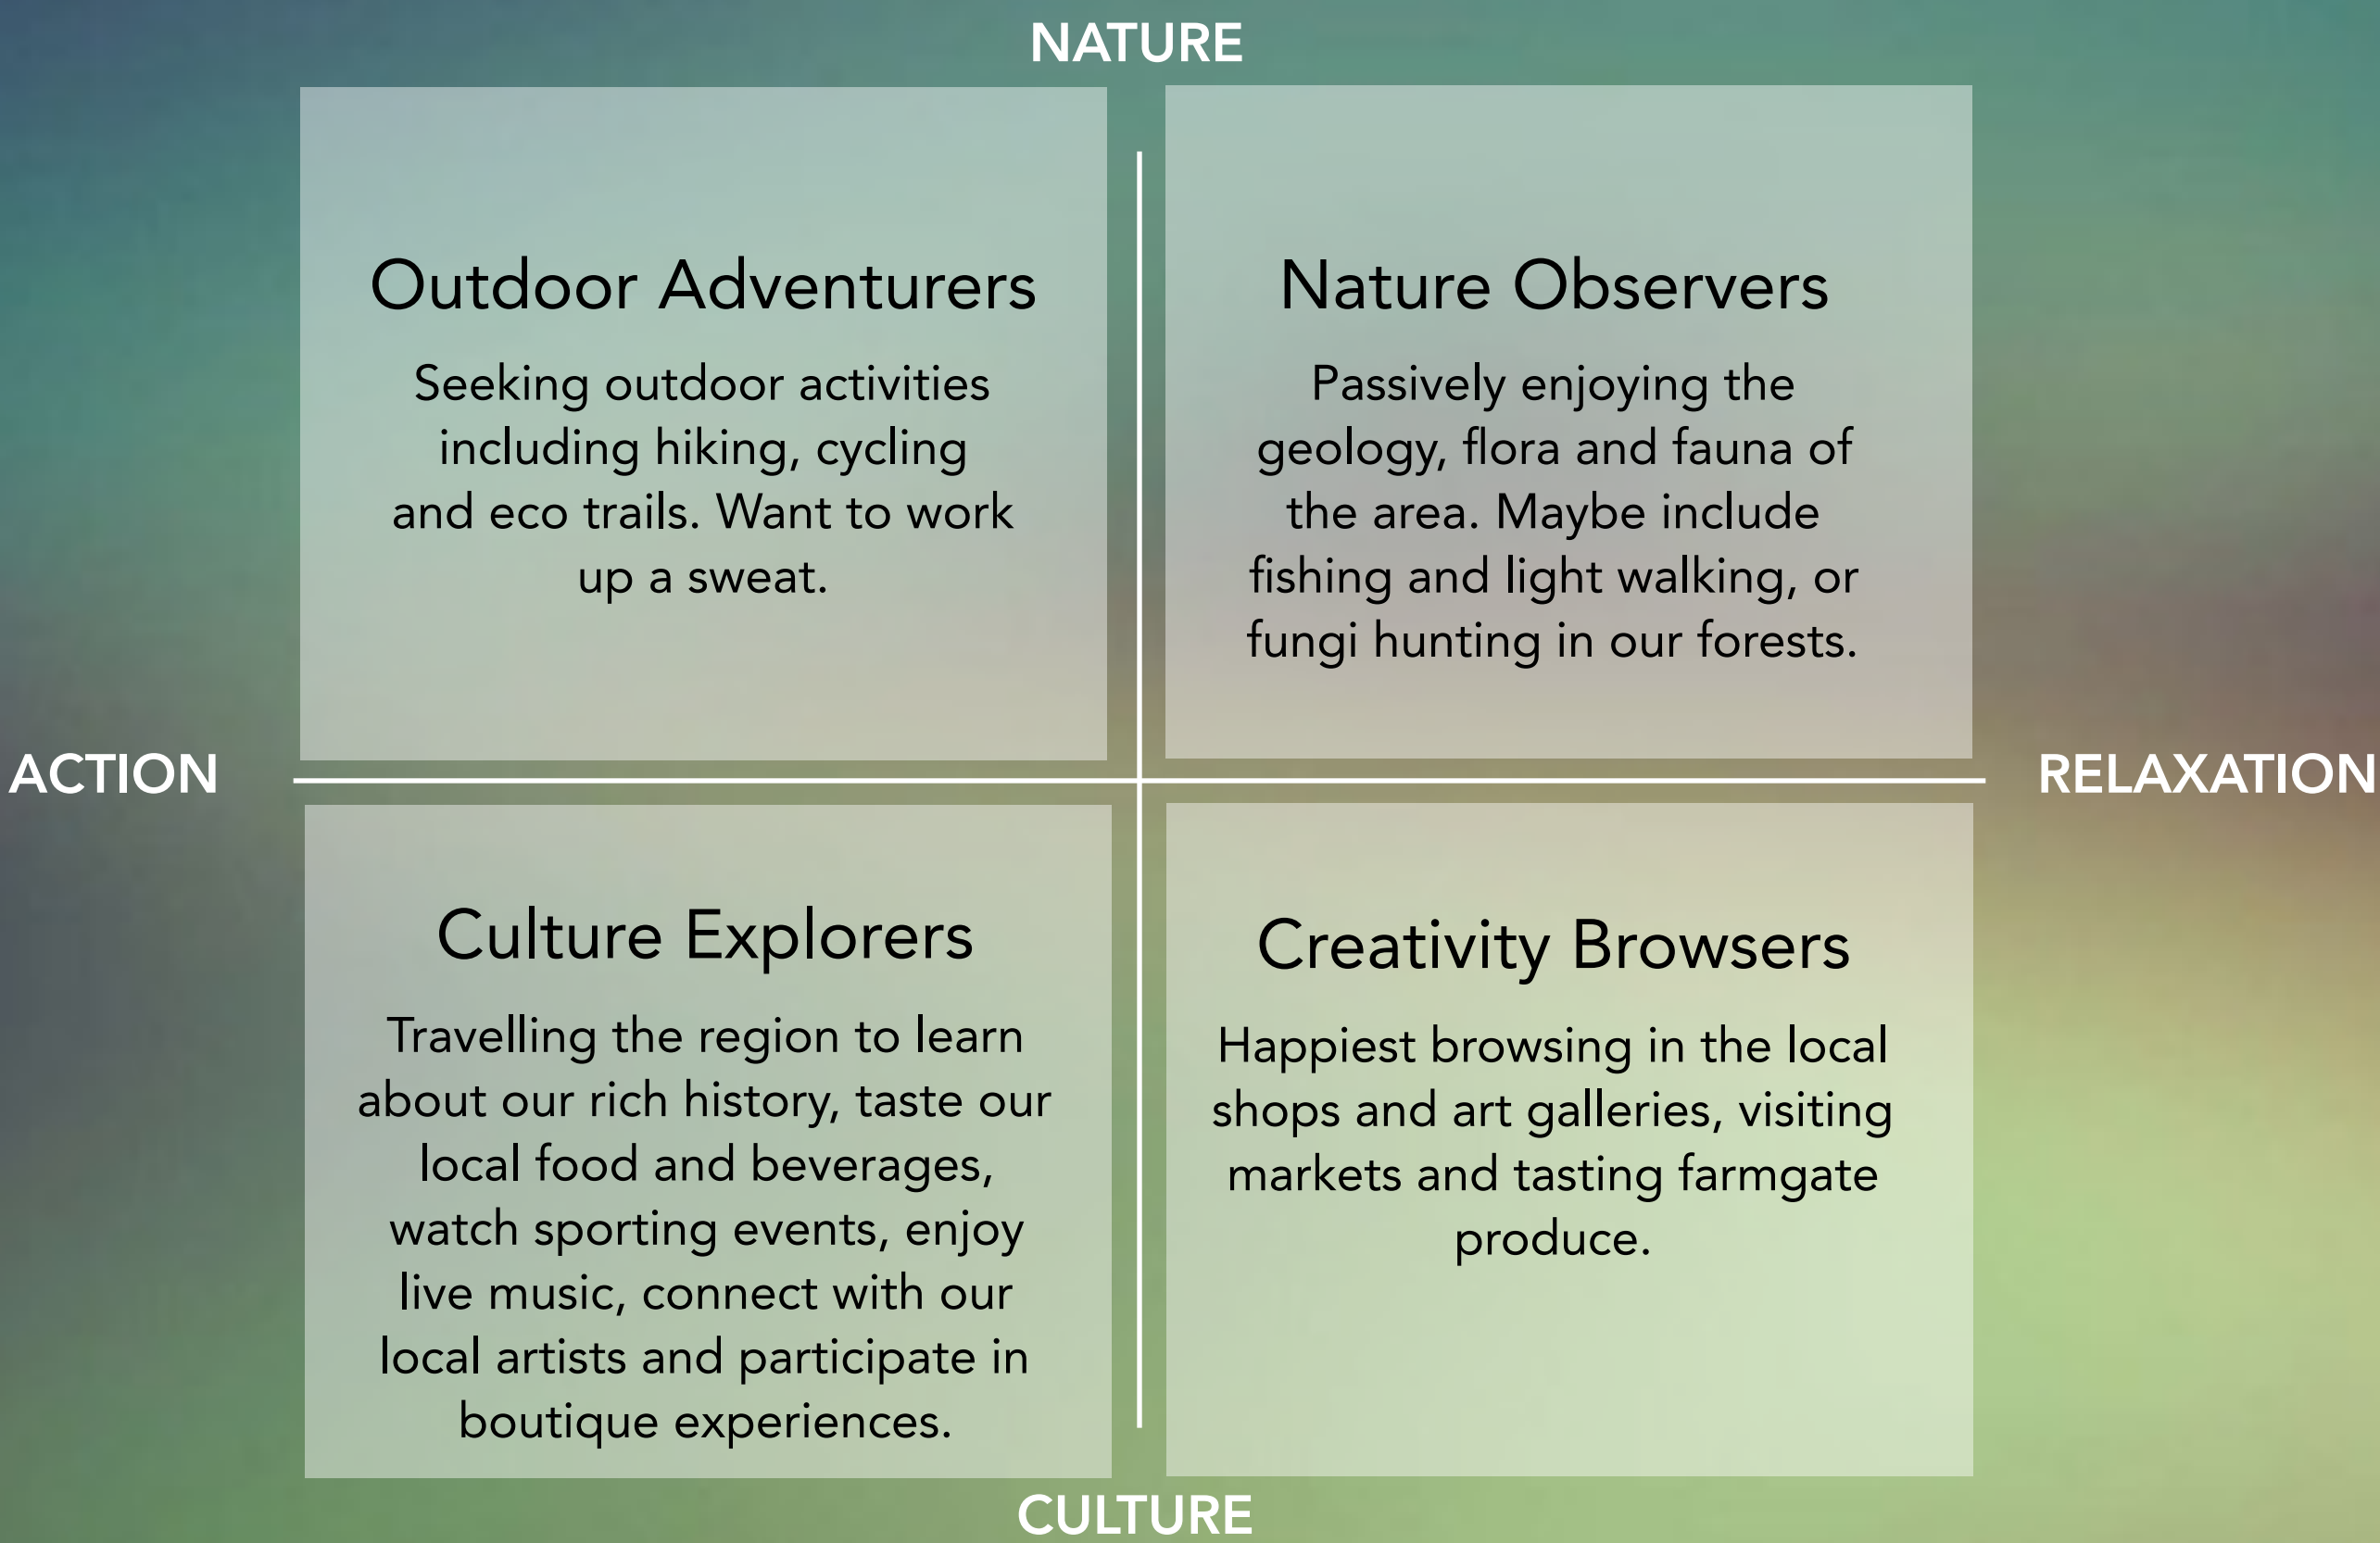 NATURE
Outdoor Adventurers
Seeking outdoor activities
including hiking, cycling
and eco trails. Want to work
up a sweat.
Nature Observers
Passively enjoying the
geology, flora and fauna of
the area. Maybe include
fishing and light walking, or
fungi hunting in our forests.
ACTION
RELAXATION
Culture Explorers
Travelling the region to learn
about our rich history, taste our
local food and beverages,
watch sporting events, enjoy
live music, connect with our
local artists and participate in
boutique experiences.
Creativity Browsers
Happiest browsing in the local
shops and art galleries, visiting
markets and tasting farmgate
produce.
CULTURE